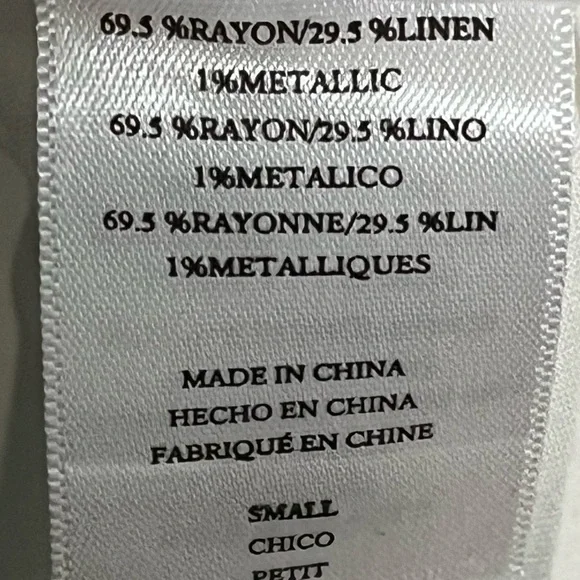 69.5 %RAYON/29.5 %LINEN
1%METALLIC
69.5 %RAYON/29.5 %LINO
1%METALICO
69.5 %RAYONNE/29.5 %LIN
1%METALLIQUES
MADE IN CHINA
HECHO EN CHINA
FABRIQUÉ EN CHINE
SMALL
CHICO
PETIT